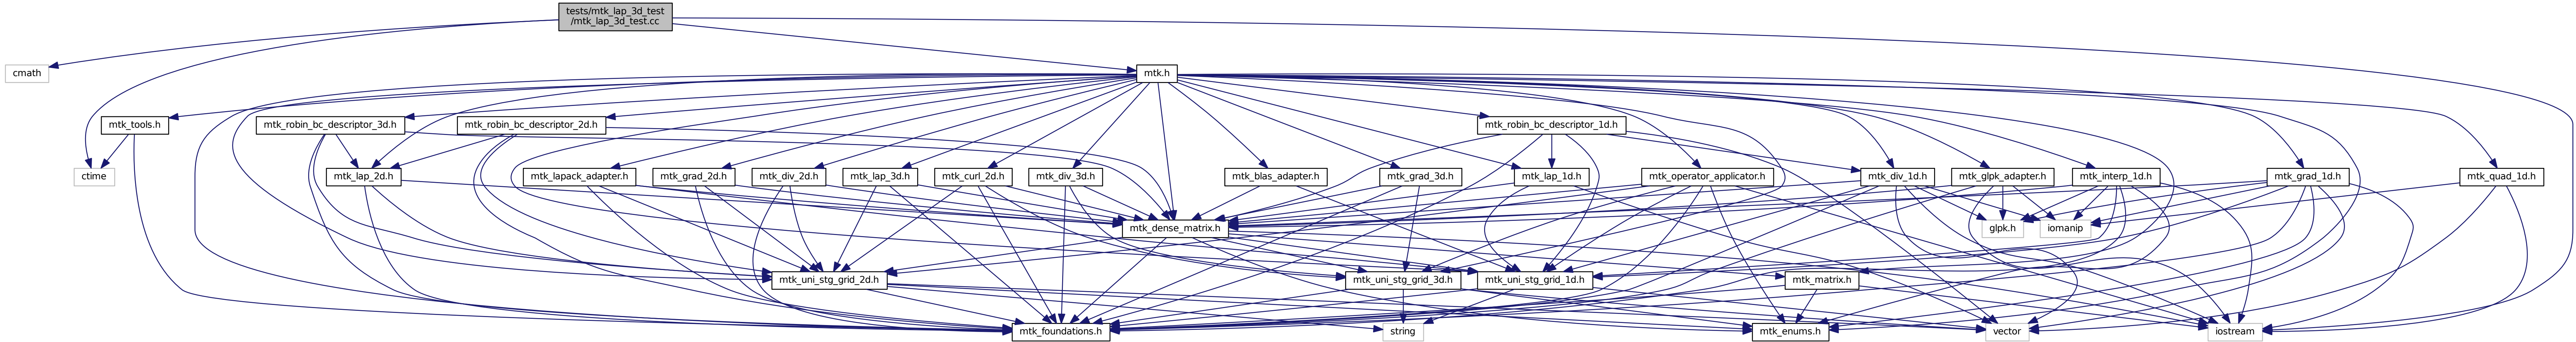 tests/mtk_lap_3d_test
/mtk_lap_3d_test.cc
cmath
mtk.h
mtk_tools.h
mtk_robin_bc_descriptor_3d.h
mtk_robin_bc_descriptor_2d.h
mtk_robin_bc_descriptor_1d.h
ctime
mtk_lap_2d.h
mtk_lapack_adapter.h
mtk_grad_2d.h
mtk_div_2d.h
mtk_lap_3d.h
mtk_curl_2d.h
mtk_div_3d.h
mtk_blas_adapter.h
mtk_grad_3d.h
mtk_lap_1d.h
mtk_operator_applicator.h
mtk_div_1d.h
mtk_glpk_adapter.h
mtk_interp_1d.h
mtk_grad_1d.h
mtk_quad_1d.h
mtk_dense_matrix.h
glpk.h
iomanip
mtk_uni_stg_grid_2d.h
mtk_uni_stg_grid_3d.h
mtk_uni_stg_grid_1d.h
mtk_matrix.h
mtk_foundations.h
string
mtk_enums.h
vector
iostream